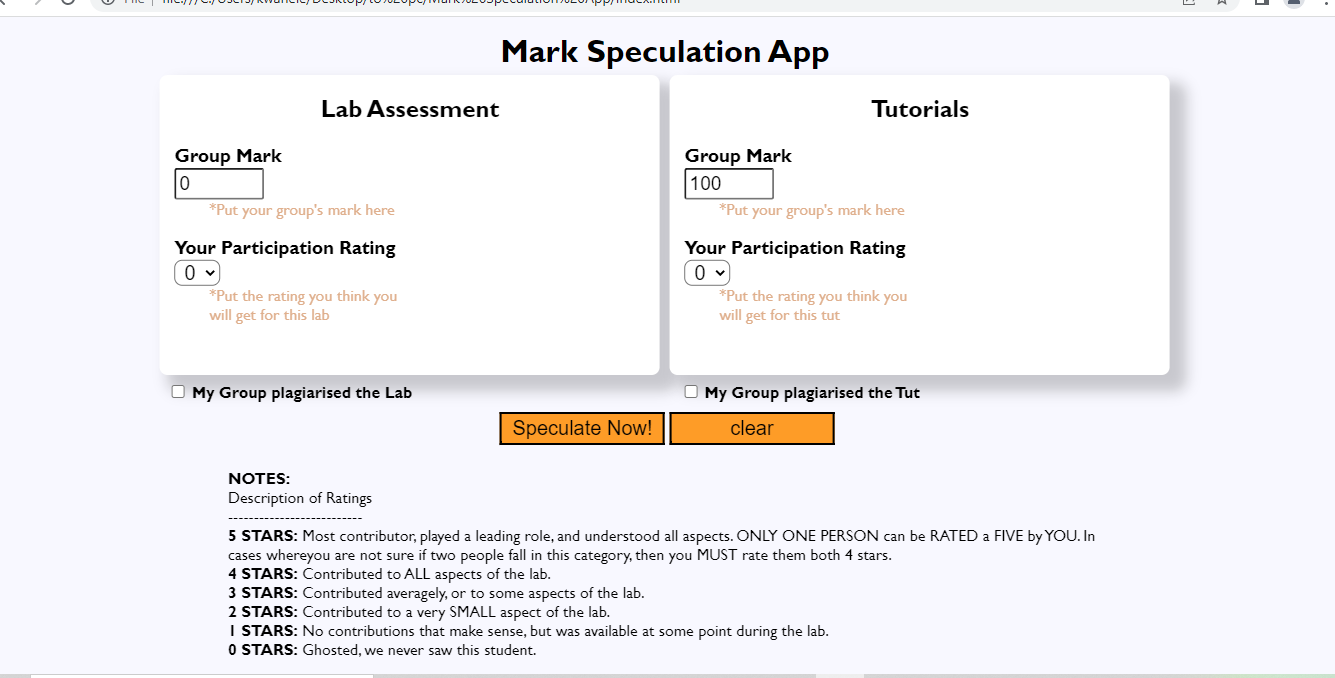 File | file:///C:/Users/kwanele/Desktop/to%20pc/Mark%20Speculation%20App/index.html
Mark Speculation App
Lab Assessment
Group Mark
0
*Put your group's mark here
Your Participation Rating
0
*Put the rating you think you
will get for this lab
Tutorials
Group Mark
100
*Put your group's mark here
Your Participation Rating
0
*Put the rating you think you
will get for this tut
My Group plagiarised the Lab
My Group plagiarised the Tut
Speculate Now!
clear
NOTES:
Description of Ratings
--------------------------
5 STARS: Most contributor, played a leading role, and understood all aspects. ONLY ONE PERSON can be RATED a FIVE by YOU. In
cases whereyou are not sure if two people fall in this category, then you MUST rate them both 4 stars.
4 STARS: Contributed to ALL aspects of the lab.
3 STARS: Contributed averagely, or to some aspects of the lab.
2 STARS: Contributed to a very SMALL aspect of the lab.
1 STARS: No contributions that make sense, but was available at some point during the lab.
0 STARS: Ghosted, we never saw this student.